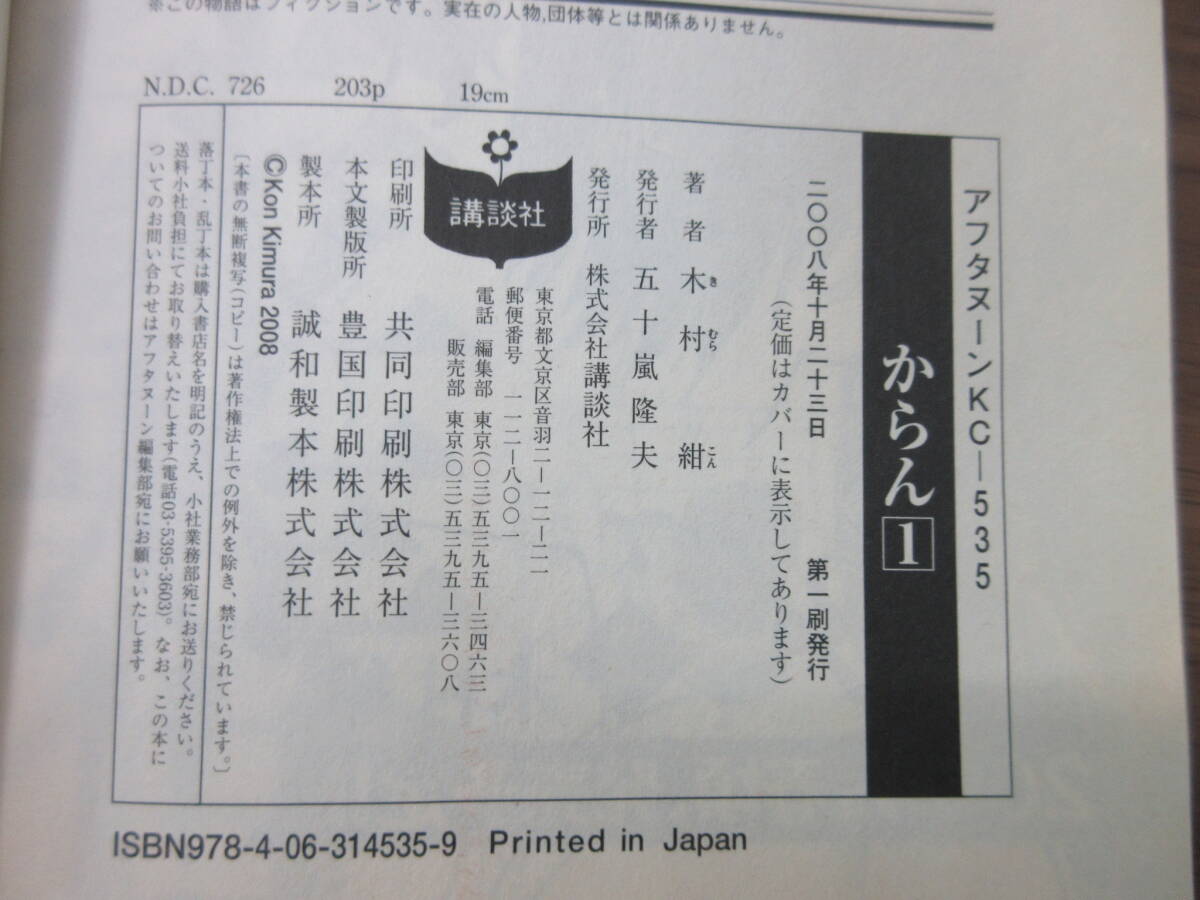 ※この物語はフィクションです。実在の人物,団体等とは関係ありません。
N.D.C. 726 203p 19cm
アフタヌーンKC—535
からん 1
二〇〇八年十月二十三日 第一刷発行
(定価はカバーに表示してあります)
著者 木村 紺
き むら こん
発行者 五十嵐隆夫
発行所 株式会社講談社
東京都文京区音羽二—一二—二一
郵便番号 一一二—八〇〇一
電話 編集部 東京(〇三)五三九五—三四六三
販売部 東京(〇三)五三九五—三六〇八
講談社
印刷所 共同印刷株式会社
本文製版所 豊国印刷株式会社
製本所 誠和製本株式会社
©Kon Kimura 2008
〔本書の無断複写(コピー)は著作権法上での例外を除き、禁じられています。〕
落丁本・乱丁本は購入書店名を明記のうえ、小社業務部宛にお送りください。
送料小社負担にてお取り替えいたします(電話03-5395-3603)。なお、この本に
ついてのお問い合わせはアフタヌーン編集部宛にお願いいたします。
ISBN978-4-06-314535-9 Printed in Japan